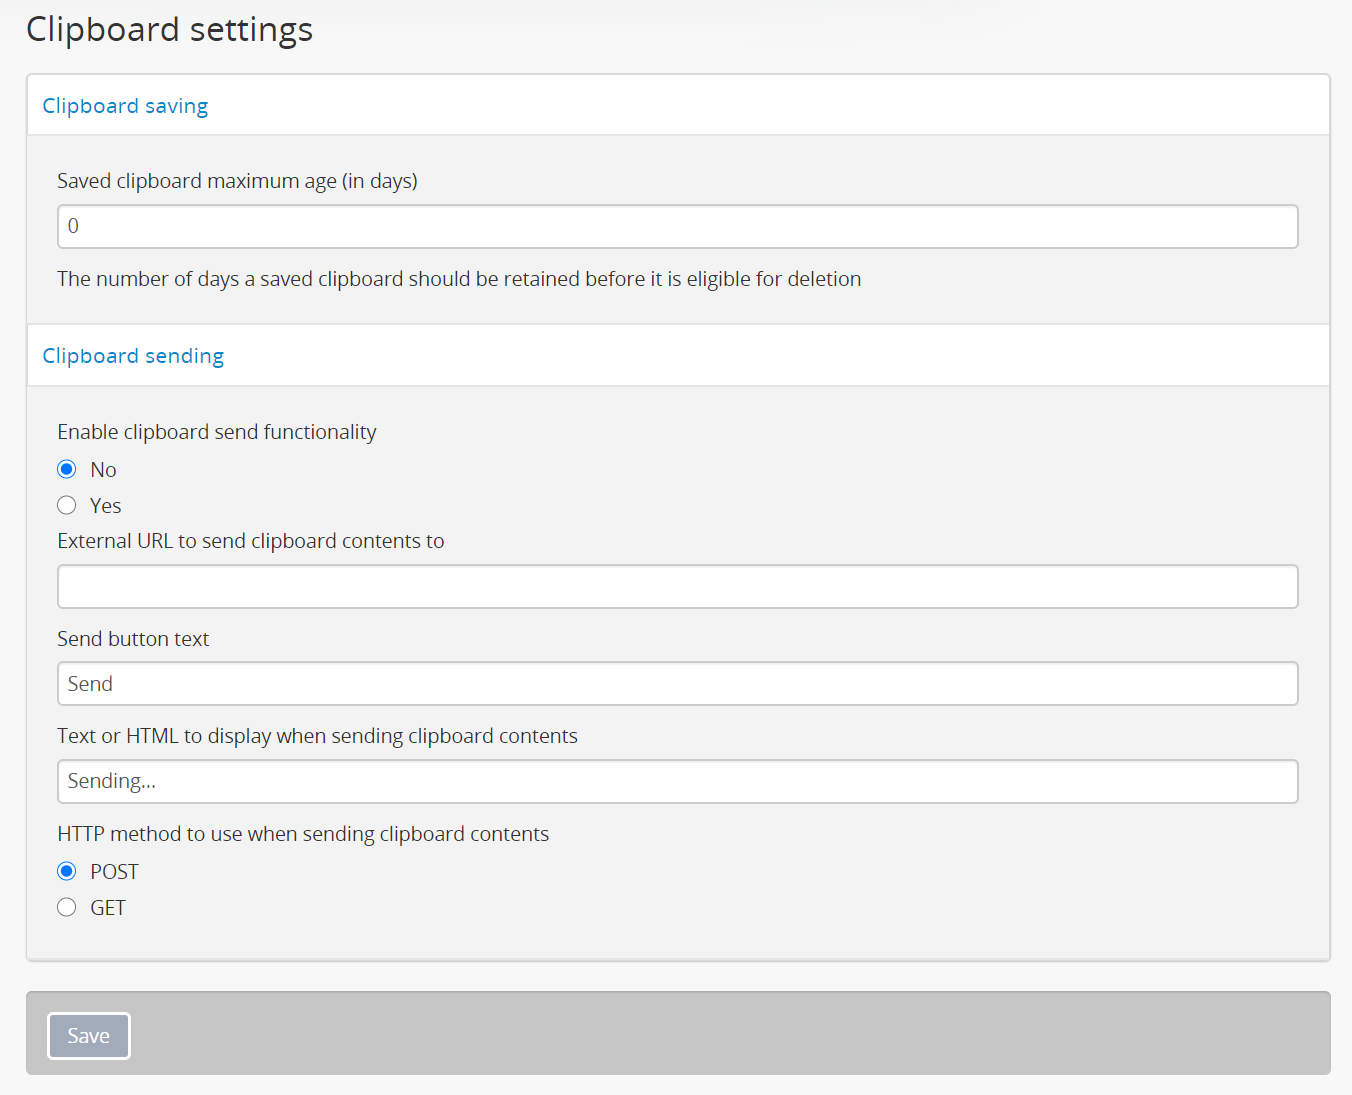 Clipboard settings
Clipboard saving
Saved clipboard maximum age (in days)
0
The number of days a saved clipboard should be retained before it is eligible for deletion
Clipboard sending
Enable clipboard send functionality
No
Yes
External URL to send clipboard contents to
Send button text
Send
Text or HTML to display when sending clipboard contents
Sending...
HTTP method to use when sending clipboard contents
POST
GET
Save